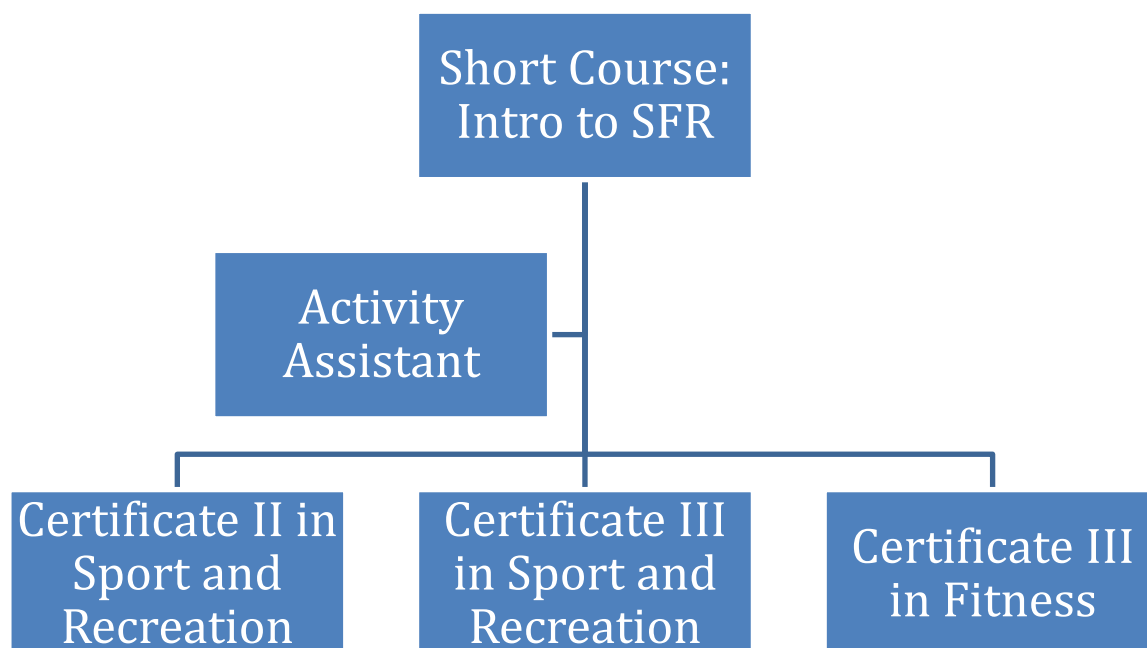 Short Course:
Intro to SFR
Activity
Assistant
Certificate II in
Sport and
Recreation
Certificate III
in Sport and
Recreation
Certificate III
in Fitness